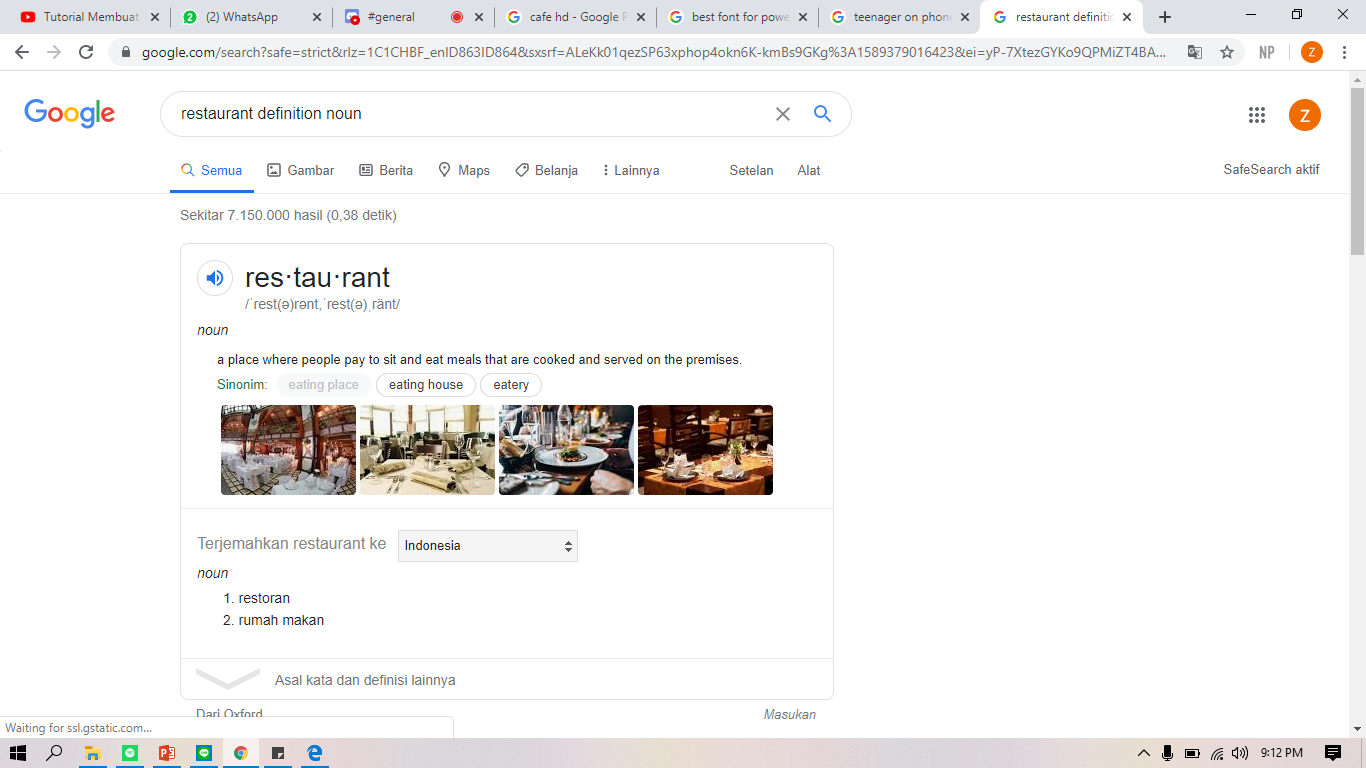 Tutorial Membuat
(2) WhatsApp
#general
cafe hd - Google P
best font for powe
teenager on phone
restaurant definitio
google.com/search?safe=strict&rlz=1C1CHBF_enID863ID864&sxsrf=ALeKk01qezSP63xphop4okn6K-kmBs9GKg%3A1589379016423&ei=yP-7XtezGYKo9QPMiZT4BA...
NP
Z
Google
restaurant definition noun
Z
Semua
Gambar
Berita
Maps
Belanja
Lainnya
Setelan
Alat
SafeSearch aktif
Sekitar 7.150.000 hasil (0,38 detik)
res·tau·rant
/ˈrest(ə)rənt,ˈrest(ə)ˌränt/
noun
a place where people pay to sit and eat meals that are cooked and served on the premises.
Sinonim: eating place eating house eatery
Terjemahkan restaurant ke Indonesia
noun
1. restoran
2. rumah makan
Asal kata dan definisi lainnya
Dari Oxford
Masukan
Waiting for ssl.gstatic.com...
9:12 PM